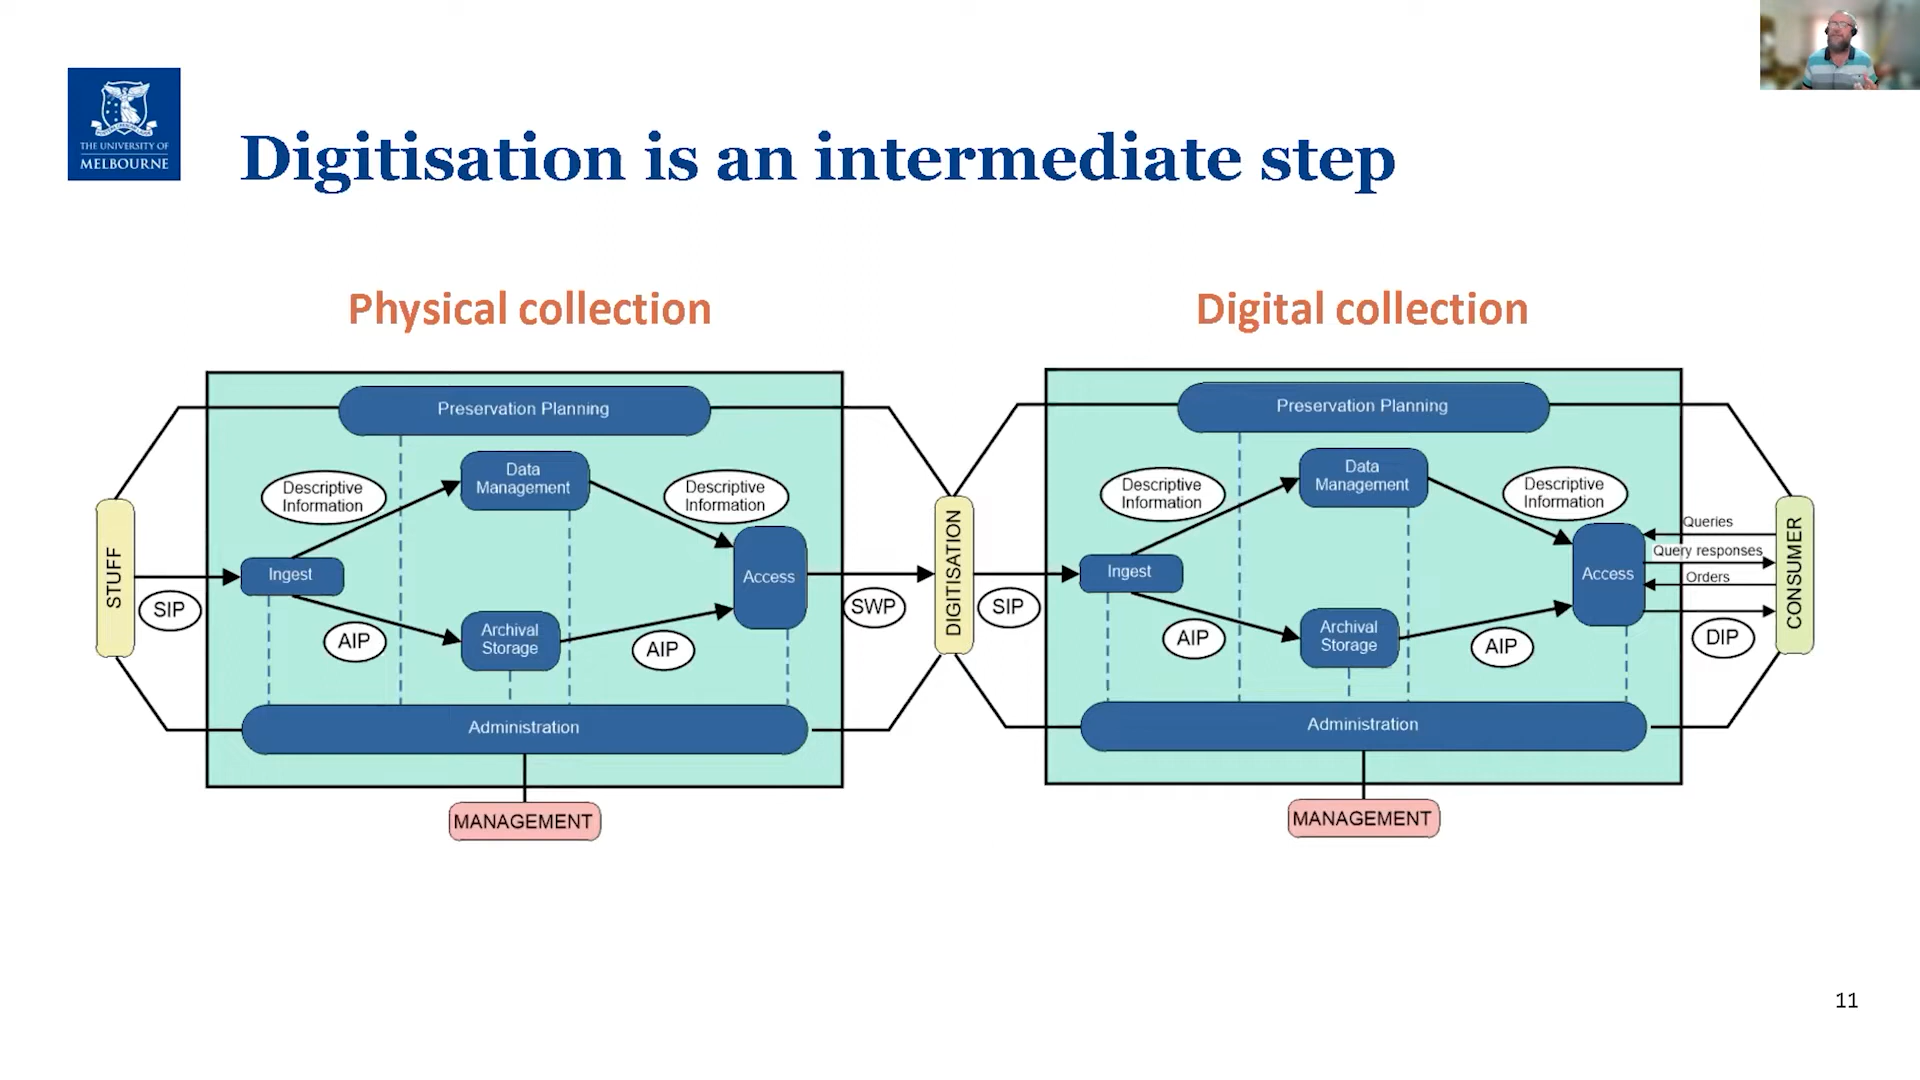 THE UNIVERSITY OF
MELBOURNE
Digitisation is an intermediate step
Physical collection
Preservation Planning
Data
Management
Descriptive
Information
Descriptive
Information
STUFF
SIP
Ingest
AIP
Archival
Storage
AIP
Access
SWP
Administration
MANAGEMENT
DIGITISATION
Digital collection
Preservation Planning
Data
Management
Descriptive
Information
Descriptive
Information
SIP
Ingest
AIP
Archival
Storage
AIP
Access
Queries
Query responses
Orders
DIP
CONSUMER
Administration
MANAGEMENT
11